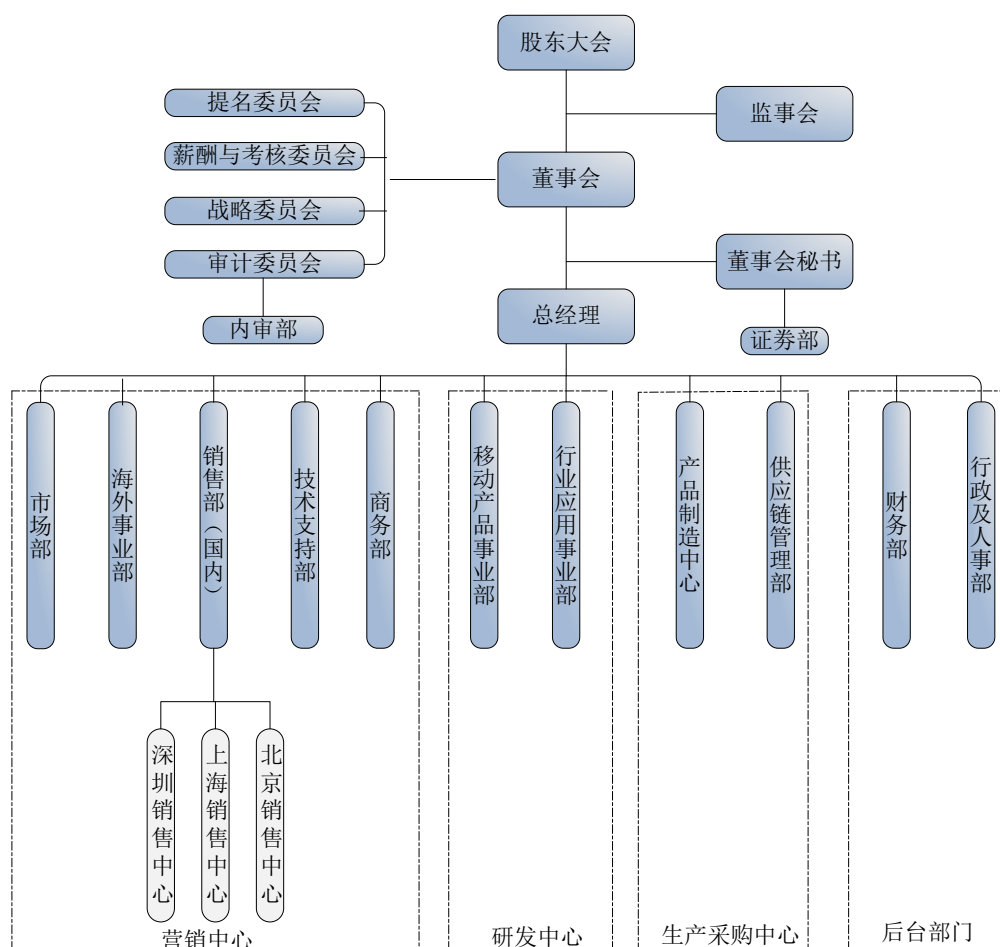 股东大会
提名委员会
监事会
薪酬与考核委员会
董事会
战略委员会
审计委员会
董事会秘书
总经理
内审部
证券部
市场部
海外事业部
销售部（国内）
技术支持部
商务部
移动产品事业部
行业应用事业部
产品制造中心
供应链管理部
财务部
行政及人事部
深圳销售中心
上海销售中心
北京销售中心
营销中心
研发中心
生产采购中心
后台部门